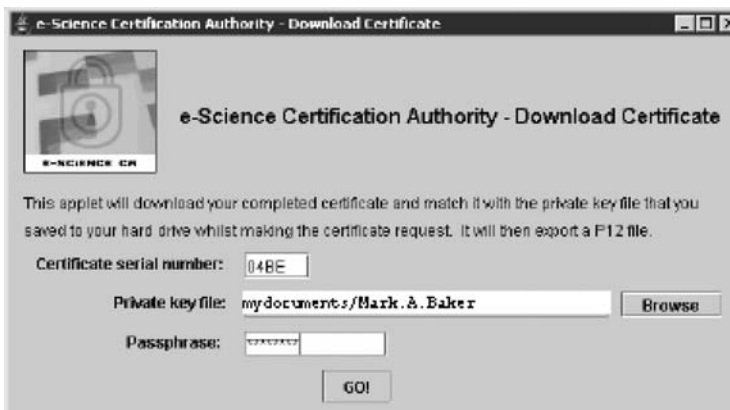 e-Science Certification Authority - Download Certificate
e-Science Certification Authority - Download Certificate
E-SCIENCE CA
This applet will download your completed certificate and match it with the private key file that you
saved to your hard drive whilst making the certificate request. It will then export a P12 file.
Certificate serial number: 04BE
Private key file: mydocuments/Mark.A.Baker Browse
Passphrase: *******
GO!